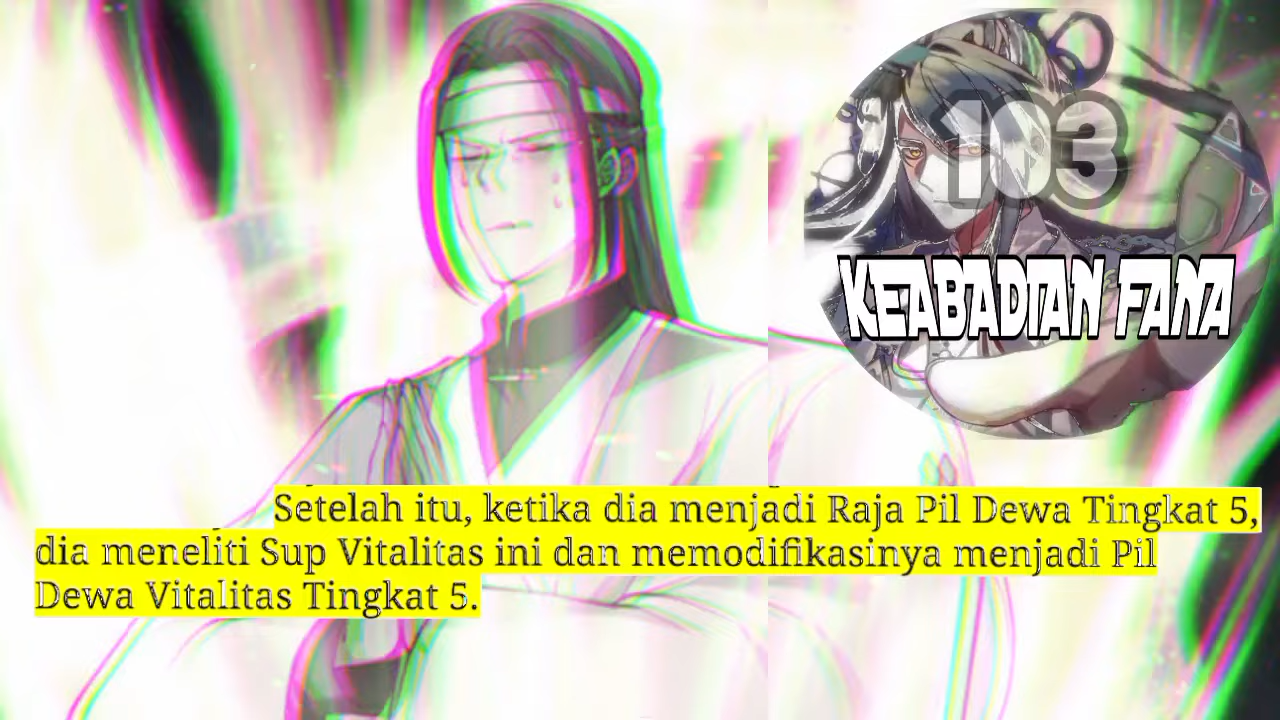 103
KEABADIAN FANA
Setelah itu, ketika dia menjadi Raja Pil Dewa Tingkat 5,
dia meneliti Sup Vitalitas ini dan memodifikasinya menjadi Pil
Dewa Vitalitas Tingkat 5.